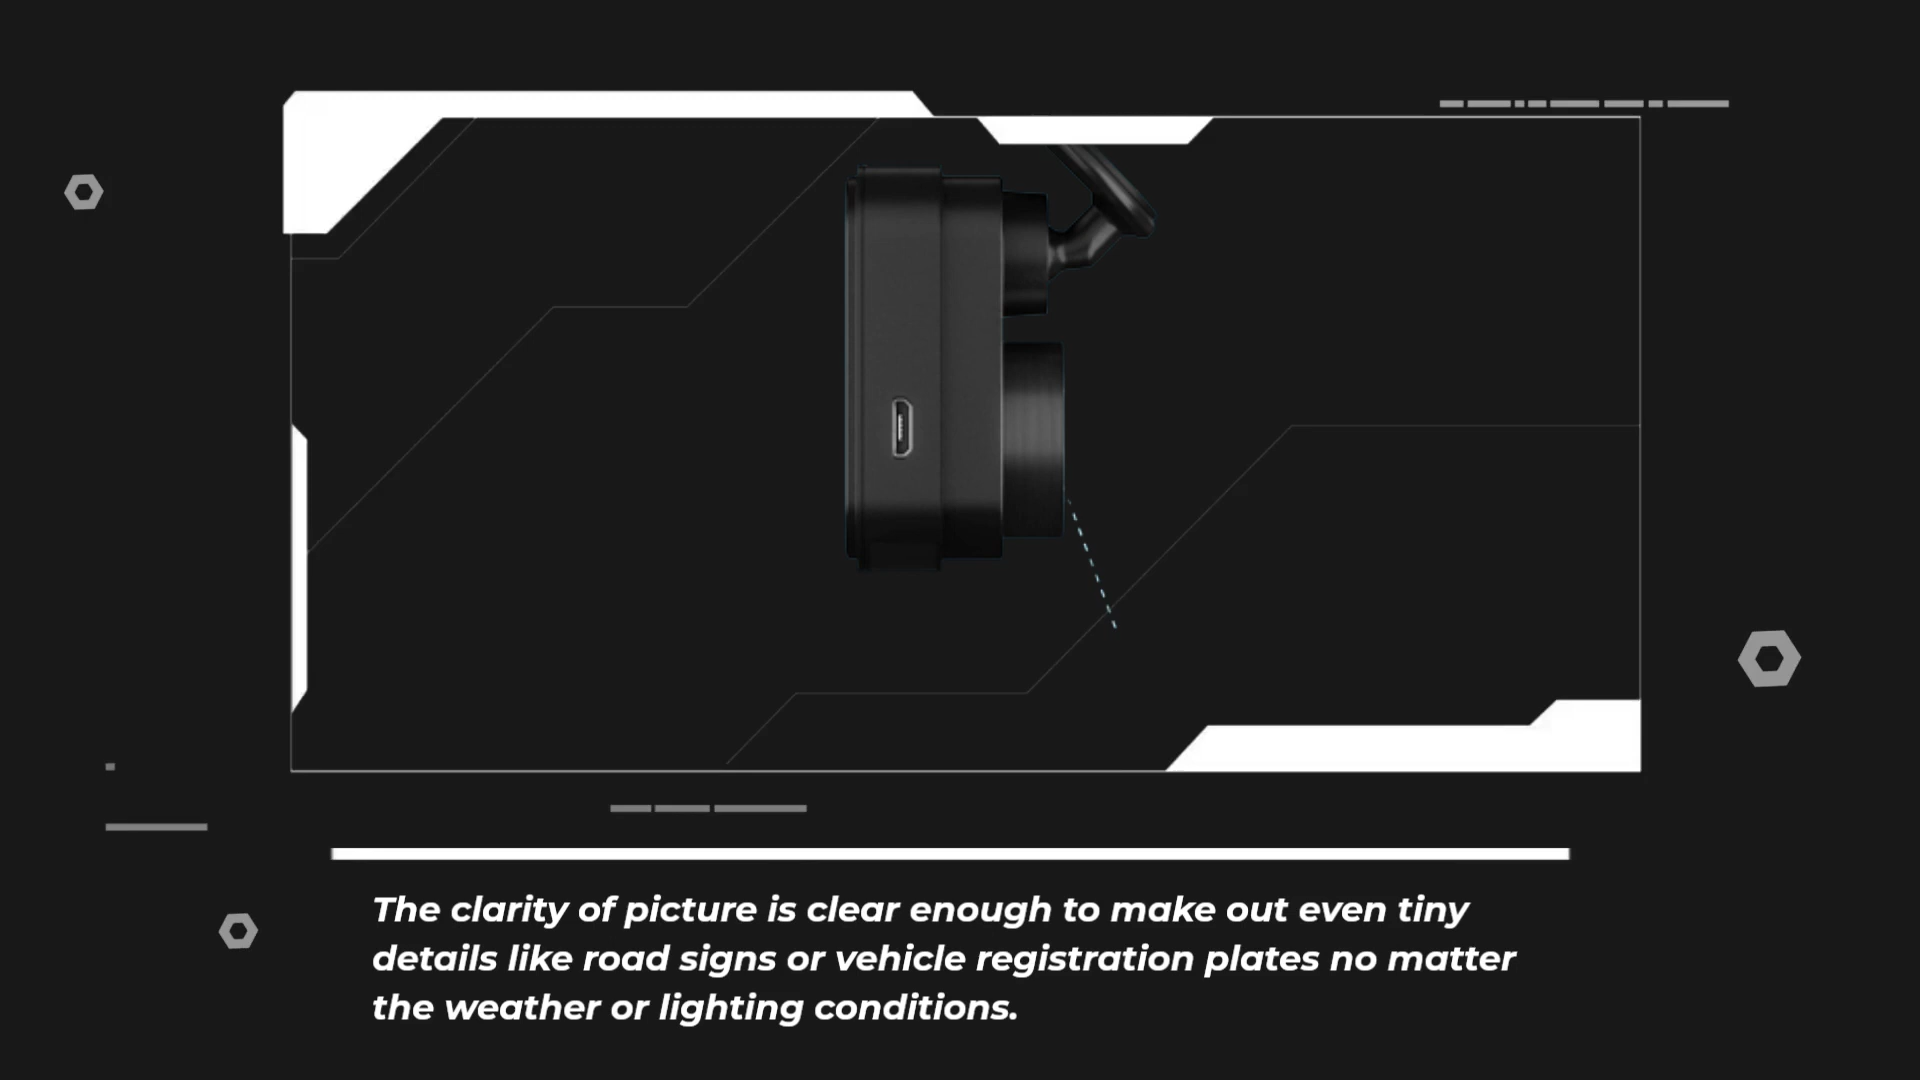 The clarity of picture is clear enough to make out even tiny
details like road signs or vehicle registration plates no matter
the weather or lighting conditions.